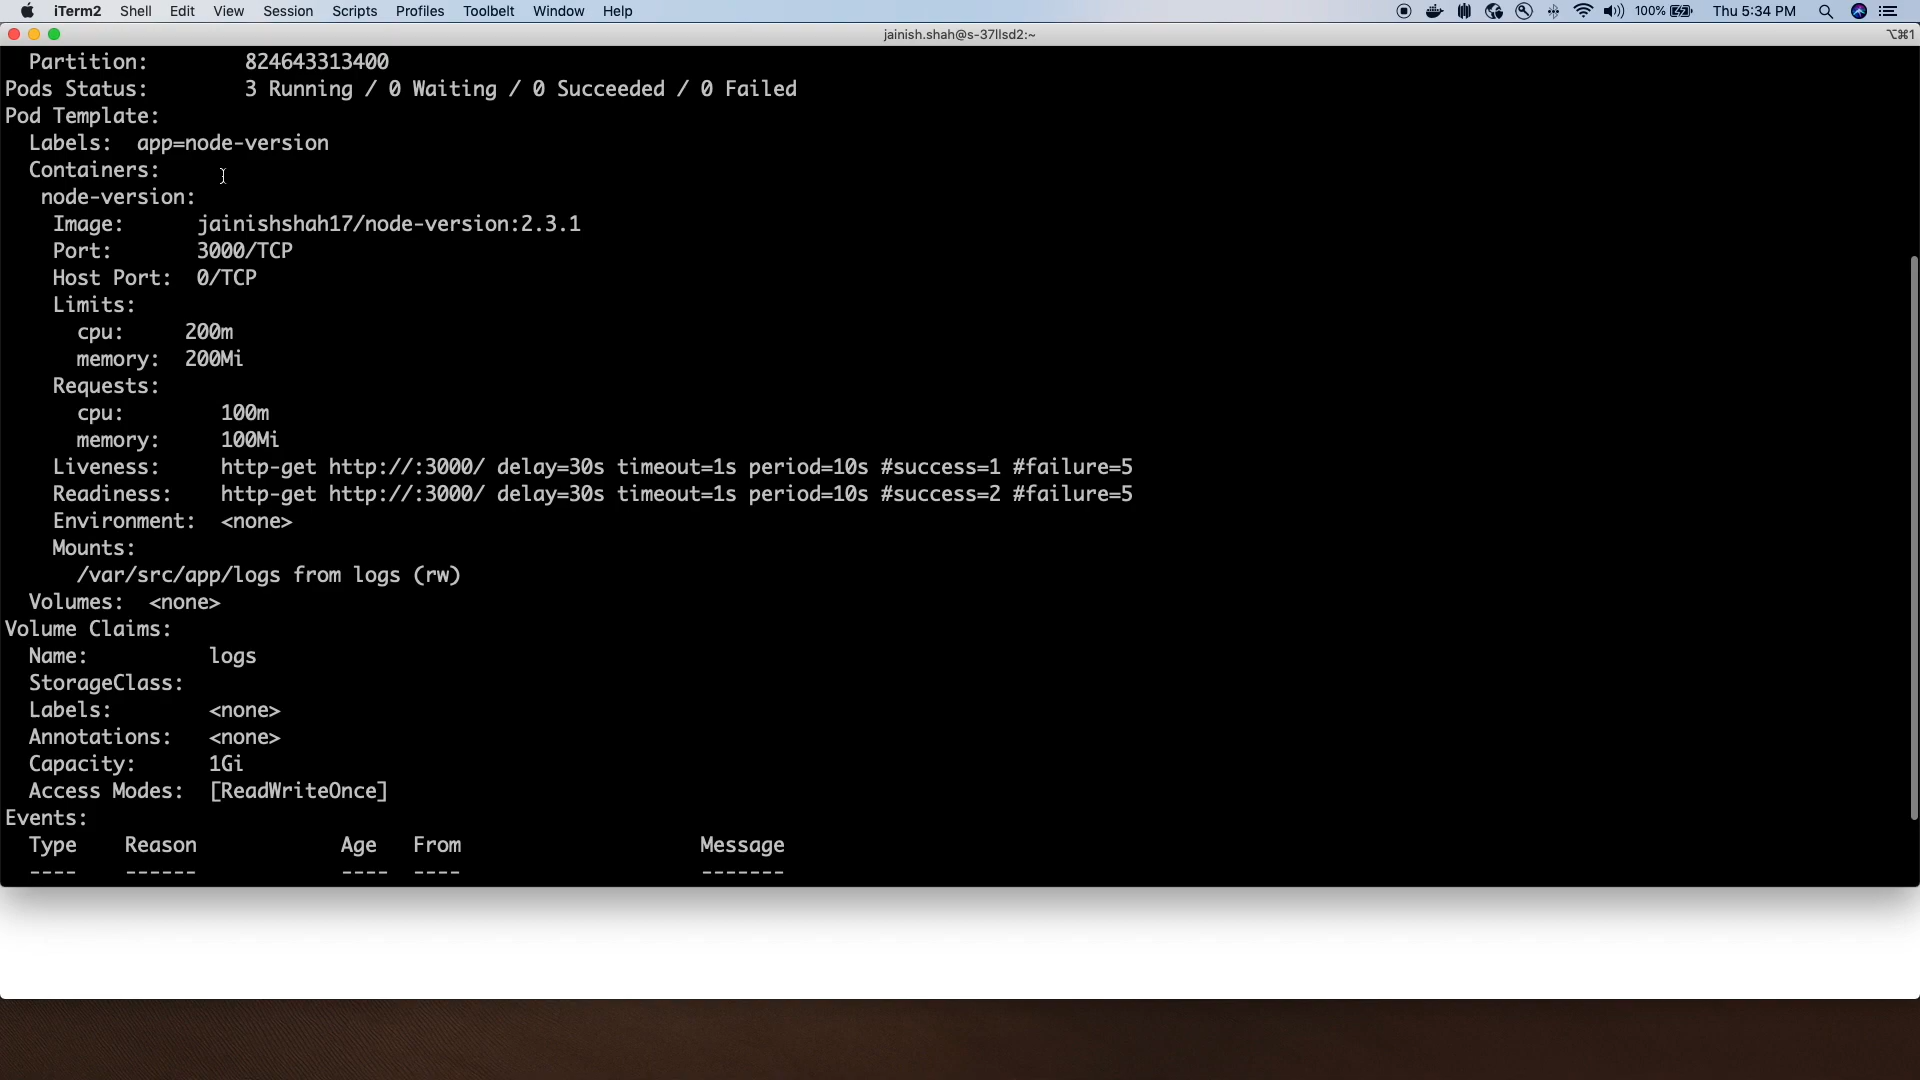 iTerm2 Shell Edit View Session Scripts Profiles Toolbelt Window Help 100% Thu 5:34 PM
jainish.shah@s-37llsd2:~ ⌥⌘1
Partition: 824643313400
Pods Status: 3 Running / 0 Waiting / 0 Succeeded / 0 Failed
Pod Template:
Labels: app=node-version
Containers:
node-version:
Image: jainishshah17/node-version:2.3.1
Port: 3000/TCP
Host Port: 0/TCP
Limits:
cpu: 200m
memory: 200Mi
Requests:
cpu: 100m
memory: 100Mi
Liveness: http-get http://:3000/ delay=30s timeout=1s period=10s #success=1 #failure=5
Readiness: http-get http://:3000/ delay=30s timeout=1s period=10s #success=2 #failure=5
Environment: <none>
Mounts:
/var/src/app/logs from logs (rw)
Volumes: <none>
Volume Claims:
Name: logs
StorageClass:
Labels: <none>
Annotations: <none>
Capacity: 1Gi
Access Modes: [ReadWriteOnce]
Events:
Type Reason Age From Message
---- ------ ---- ---- -------